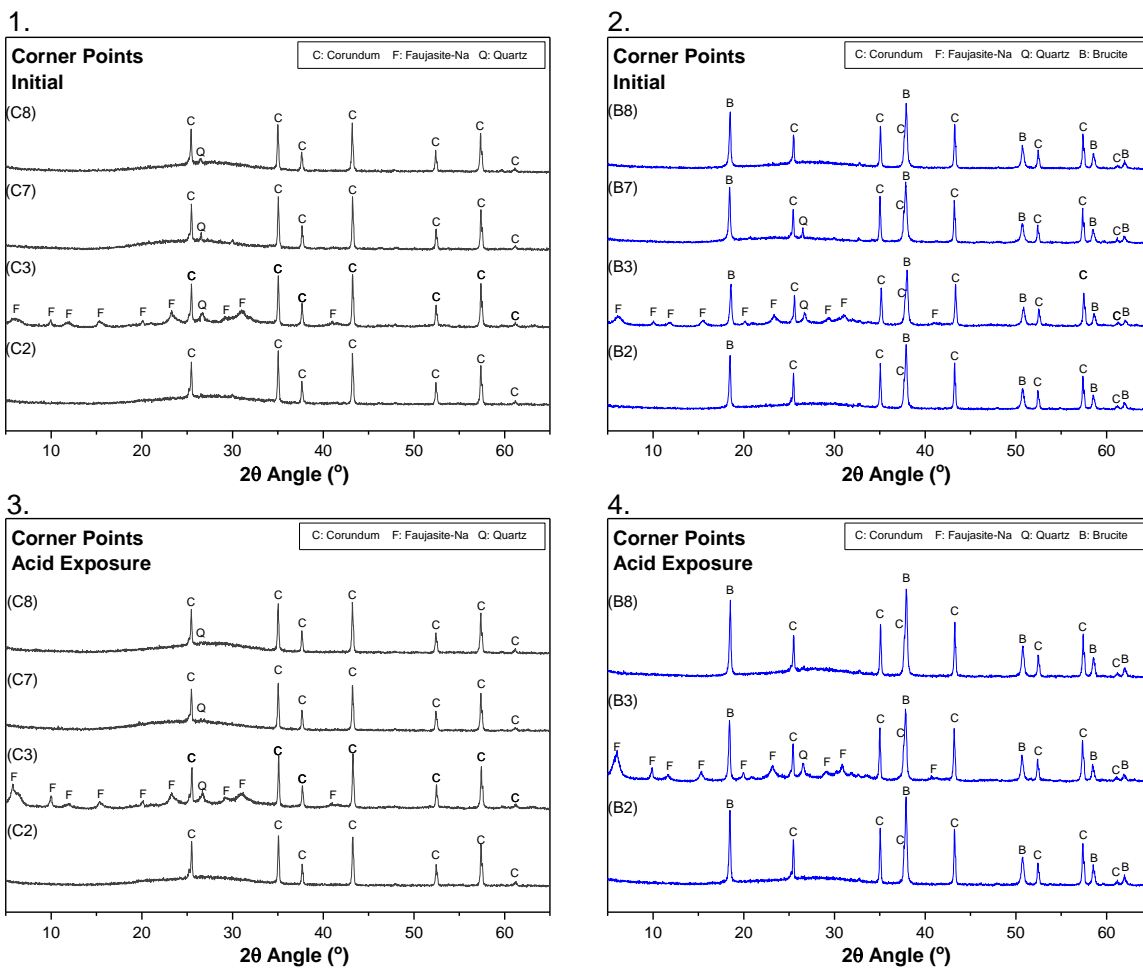 1.
Corner Points
Initial
C: Corundum F: Faujasite-Na Q: Quartz
(C8)
C
Q
C
C
C
C
C
C
(C7)
C
Q
C
C
C
C
C
C
(C3)
F
F
F
F
F
F
C
Q
F
F
C
C
F
C
C
C
C
(C2)
C
C
C
C
C
C
C
10 20 30 40 50 60
2θ Angle (°)
2.
Corner Points
Initial
C: Corundum F: Faujasite-Na Q: Quartz B: Brucite
(B8)
B
C
C
C
B
C
B
C
C
B
C
B
(B7)
B
C
Q
C
C
B
C
B
C
C
B
C
B
(B3)
F
F
F
F
B
F
F
C
Q
F
F
C
C
B
F
C
B
C
C
B
C
B
(B2)
B
C
C
C
B
C
B
C
C
B
C
B
10 20 30 40 50 60
2θ Angle (°)
3.
Corner Points
Acid Exposure
C: Corundum F: Faujasite-Na Q: Quartz
(C8)
C
Q
C
C
C
C
C
C
(C7)
C
Q
C
C
C
C
C
C
(C3)
F
F
F
F
F
F
C
Q
F
F
C
C
F
C
C
C
C
(C2)
C
C
C
C
C
C
C
10 20 30 40 50 60
2θ Angle (°)
4.
Corner Points
Acid Exposure
C: Corundum F: Faujasite-Na Q: Quartz B: Brucite
(B8)
B
C
C
C
B
C
B
C
C
B
C
B
(B3)
F
F
F
F
B
F
F
C
Q
F
F
C
C
B
F
C
B
C
C
B
C
B
(B2)
B
C
C
C
B
C
B
C
C
B
C
B
10 20 30 40 50 60
2θ Angle (°)